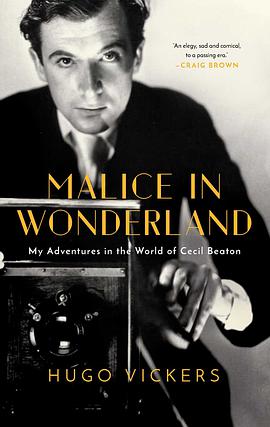 'An elegy, sad and comical,
to a passing era.'
–CRAIG BROWN
MALICE IN
WONDERLAND
My Adventures in the World of Cecil Beaton
HUGO VICKERS